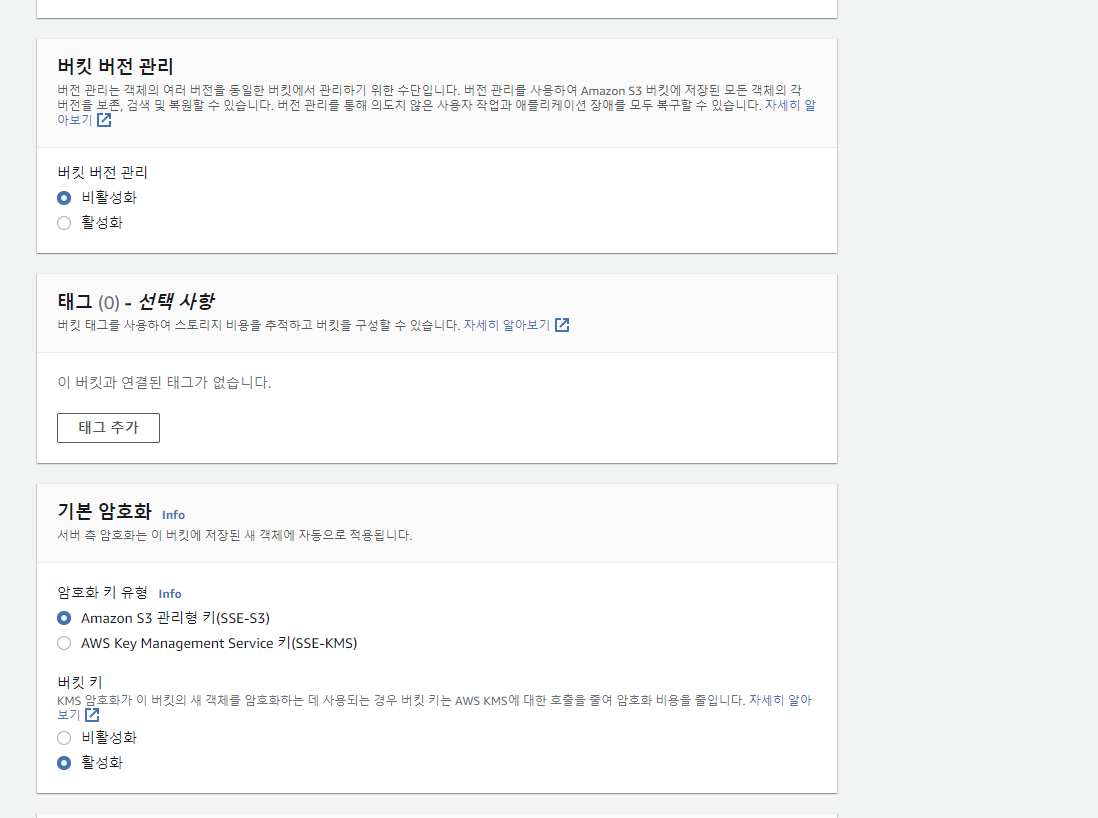 버킷 버전 관리
버전 관리는 객체의 여러 버전을 동일한 버킷에서 관리하기 위한 수단입니다. 버전 관리를 사용하여 Amazon S3 버킷에 저장된 모든 객체의 각
버전을 보존, 검색 및 복원할 수 있습니다. 버전 관리를 통해 의도치 않은 사용자 작업과 애플리케이션 장애를 모두 복구할 수 있습니다. 자세히 알
아보기
버킷 버전 관리
비활성화
활성화
태그 (0) - 선택 사항
버킷 태그를 사용하여 스토리지 비용을 추적하고 버킷을 구성할 수 있습니다. 자세히 알아보기
이 버킷과 연결된 태그가 없습니다.
태그 추가
기본 암호화 Info
서버 측 암호화는 이 버킷에 저장된 새 객체에 자동으로 적용됩니다.
암호화 키 유형 Info
Amazon S3 관리형 키(SSE-S3)
AWS Key Management Service 키(SSE-KMS)
버킷 키
KMS 암호화가 이 버킷의 새 객체를 암호화하는 데 사용되는 경우 버킷 키는 AWS KMS에 대한 호출을 줄여 암호화 비용을 줄입니다. 자세히 알아
보기
비활성화
활성화